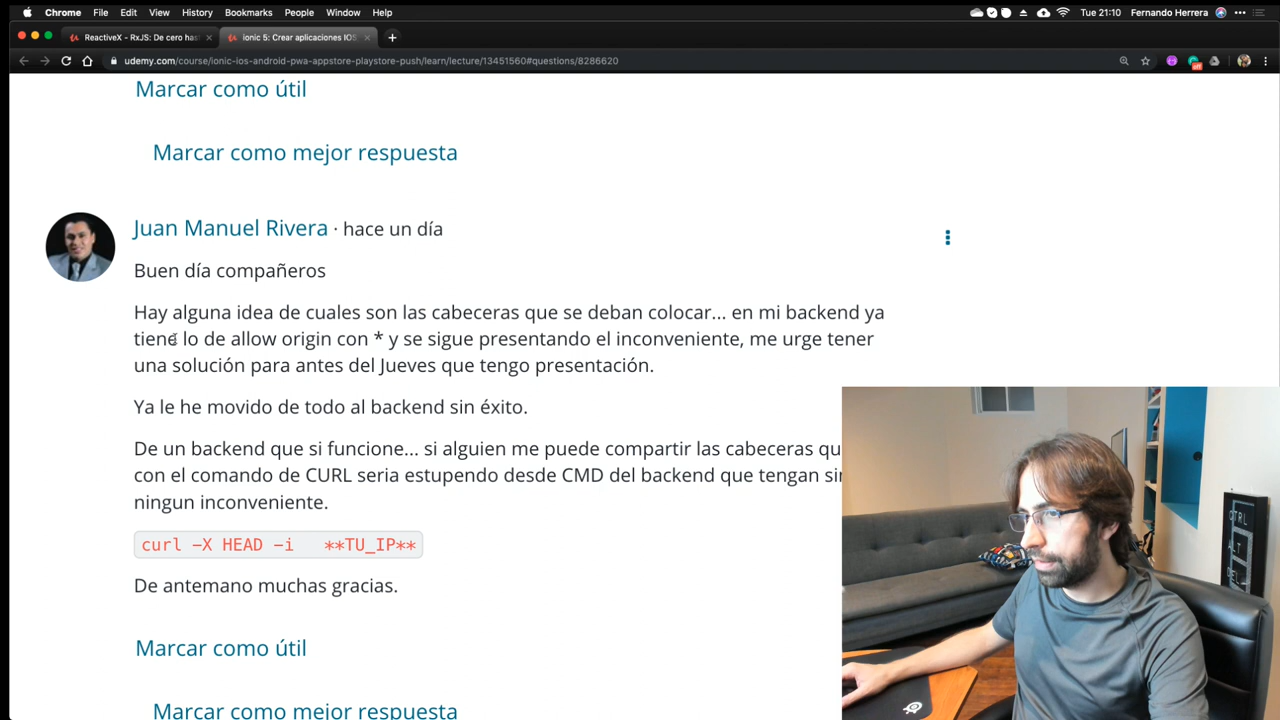 Chrome File Edit View History Bookmarks People Window Help Tue 21:10 Fernando Herrera
ReactiveX - RxJS: De cero has
ionic 5: Crear aplicaciones IOS
udemy.com/course/ionic-ios-android-pwa-appstore-playstore-push/learn/lecture/13451560#questions/8286620
Marcar como útil
Marcar como mejor respuesta
Juan Manuel Rivera · hace un día
Buen día compañeros
Hay alguna idea de cuales son las cabeceras que se deban colocar... en mi backend ya
tiene lo de allow origin con * y se sigue presentando el inconveniente, me urge tener
una solución para antes del Jueves que tengo presentación.
Ya le he movido de todo al backend sin éxito.
De un backend que si funcione... si alguien me puede compartir las cabeceras qu
con el comando de CURL seria estupendo desde CMD del backend que tengan sin
ningun inconveniente.
curl -X HEAD -i **TU_IP**
De antemano muchas gracias.
Marcar como útil
Marcar como mejor respuesta
CTRL
ALT
DEL